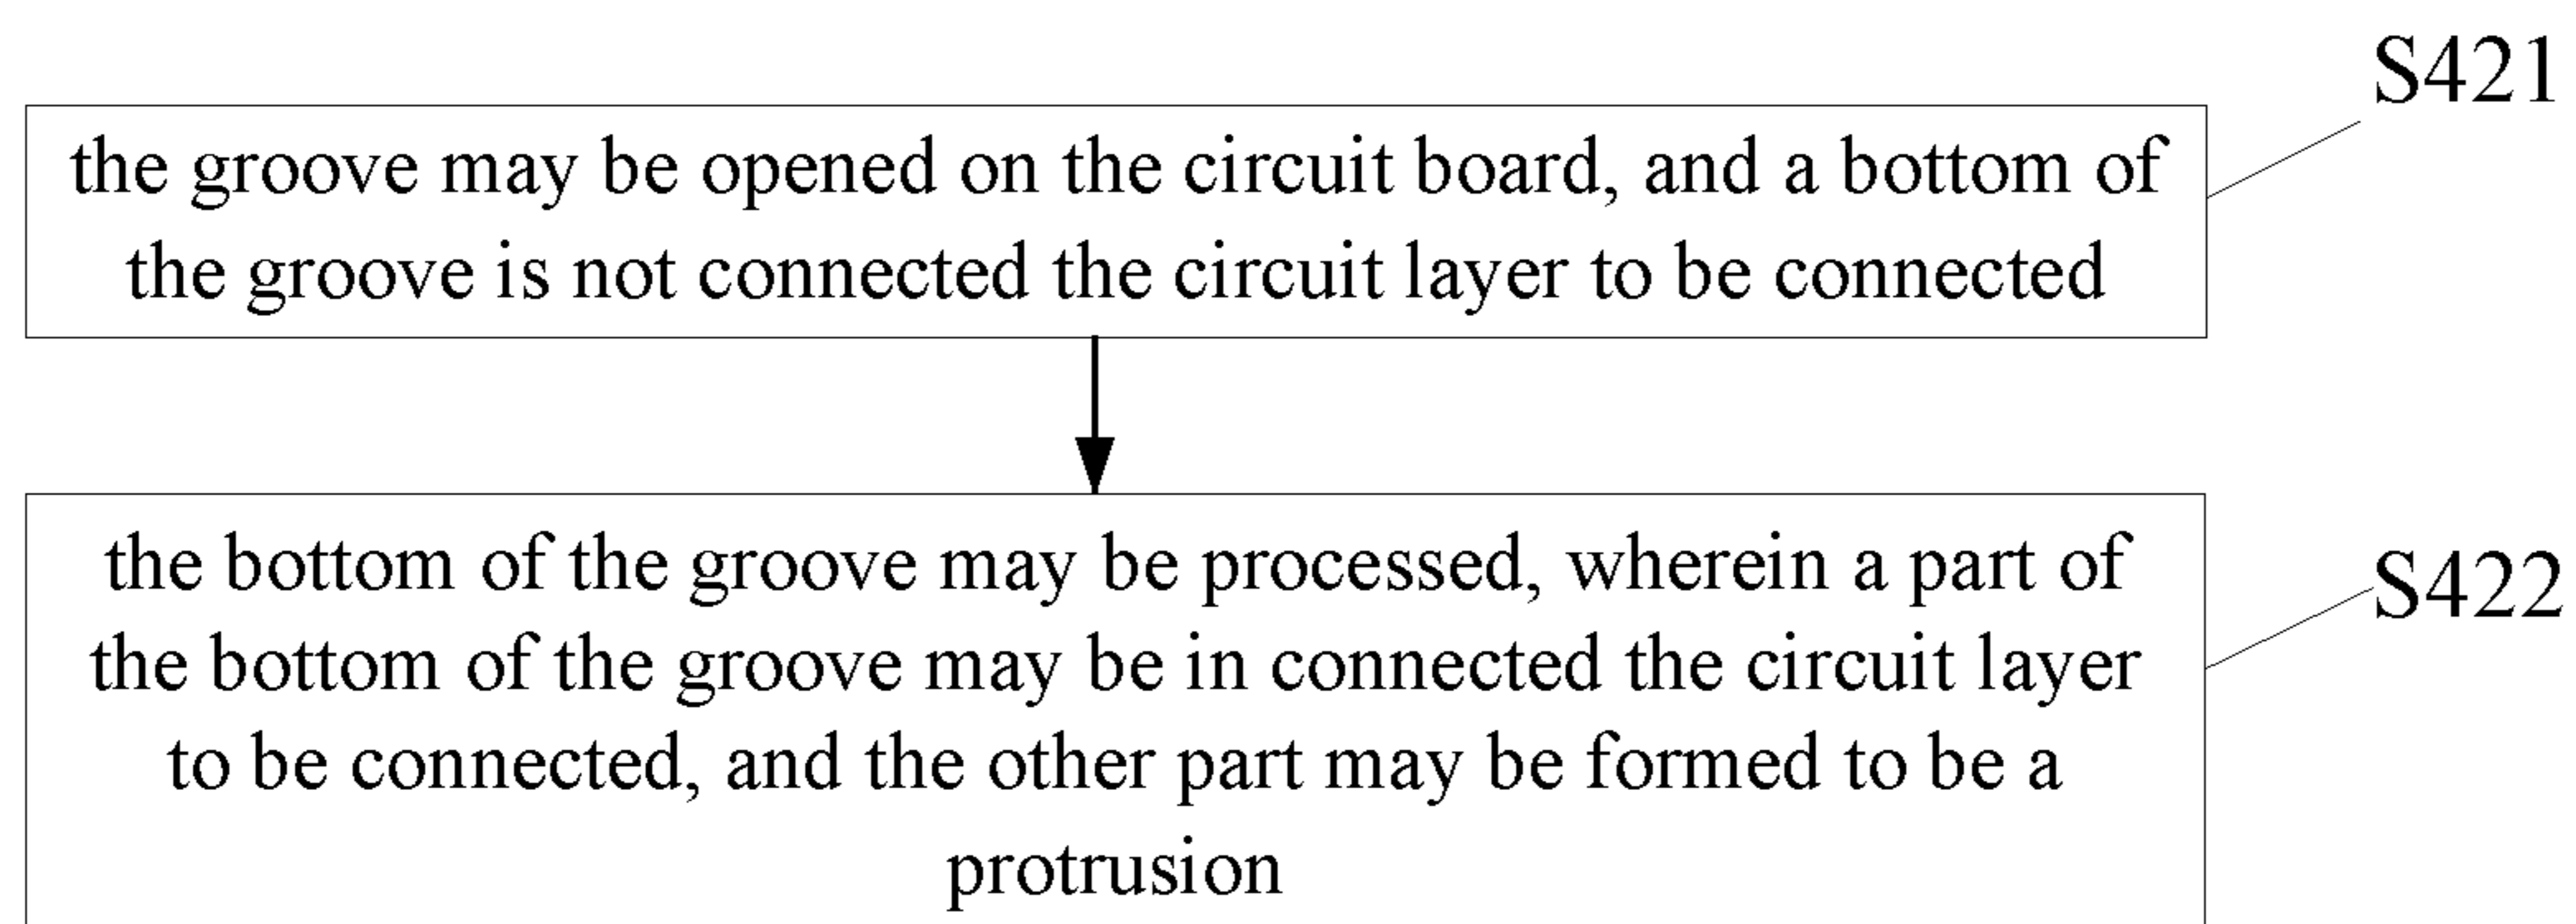 S421
the groove may be opened on the circuit board, and a bottom of
the groove is not connected the circuit layer to be connected
the bottom of the groove may be processed, wherein a part of
S422
the bottom of the groove may be in connected the circuit layer
to be connected, and the other part may be formed to be a
protrusion